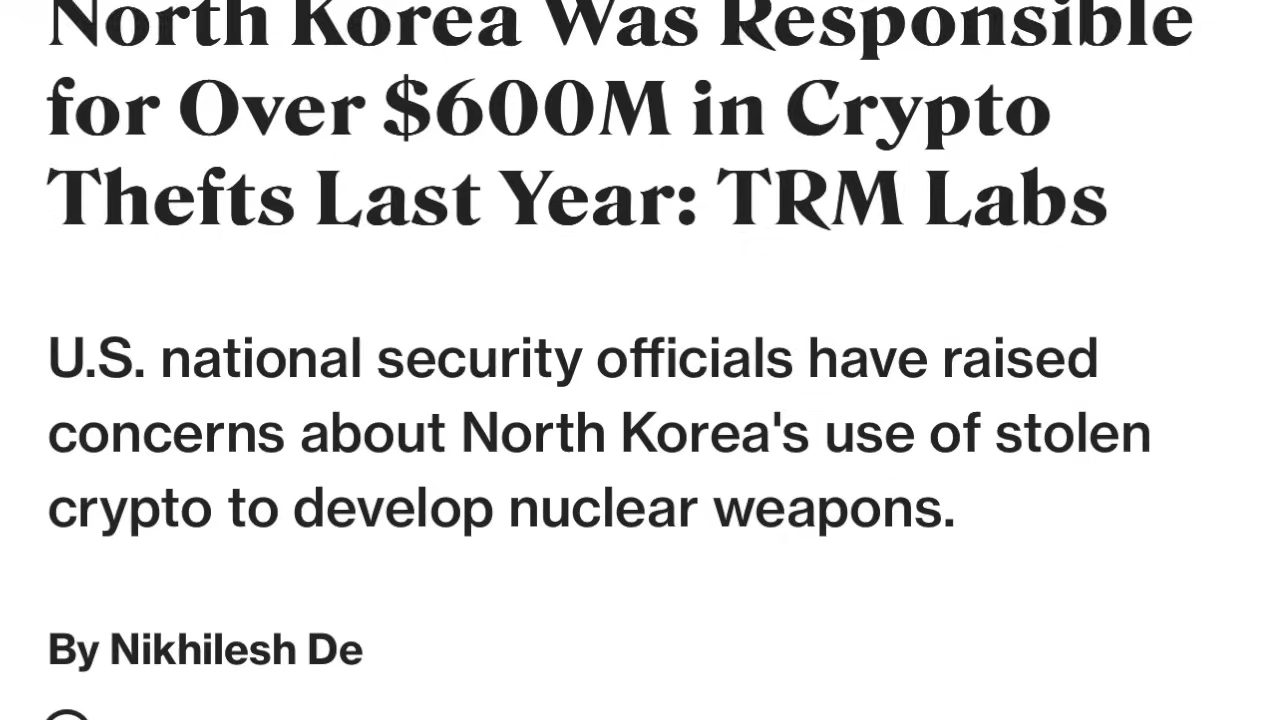 North Korea Was Responsible
for Over $600M in Crypto
Thefts Last Year: TRM Labs
U.S. national security officials have raised
concerns about North Korea's use of stolen
crypto to develop nuclear weapons.
By Nikhilesh De